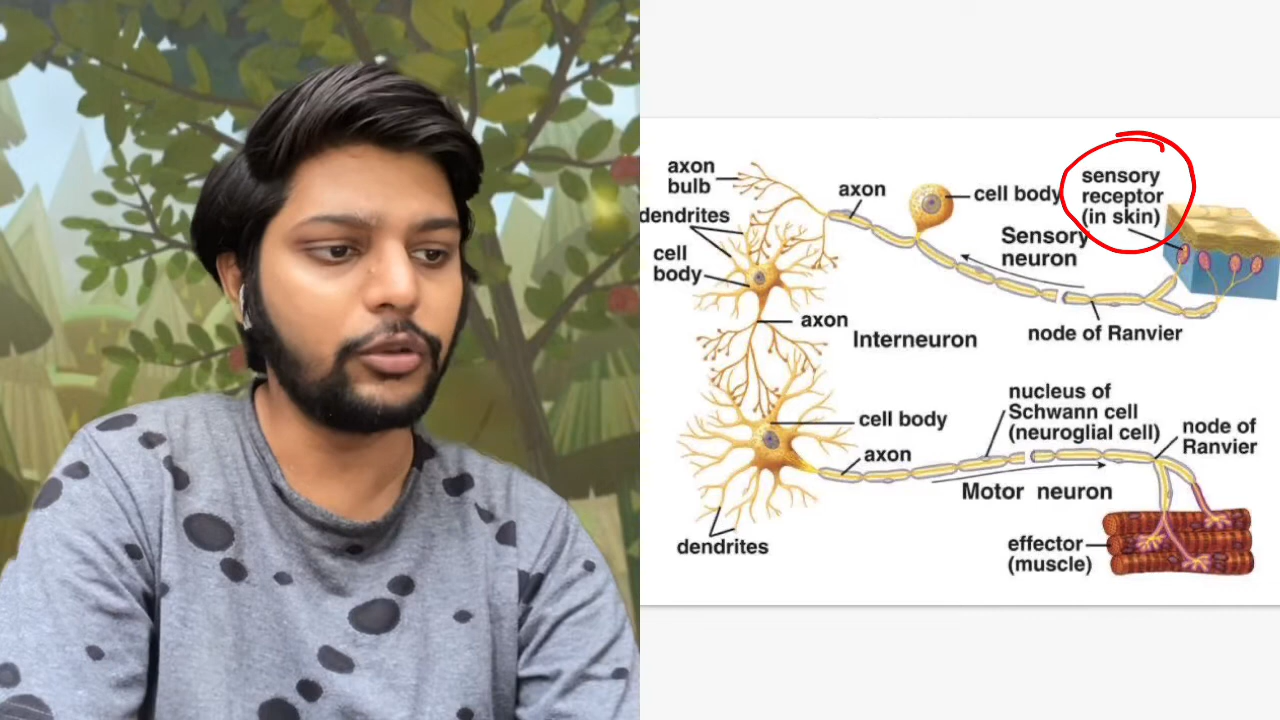 axon
bulb
dendrites
cell
body
axon
cell body
sensory
receptor
(in skin)
Sensory
neuron
node of Ranvier
axon
Interneuron
nucleus of
Schwann cell
(neuroglial cell)
node of
Ranvier
cell body
axon
Motor neuron
dendrites
effector
(muscle)